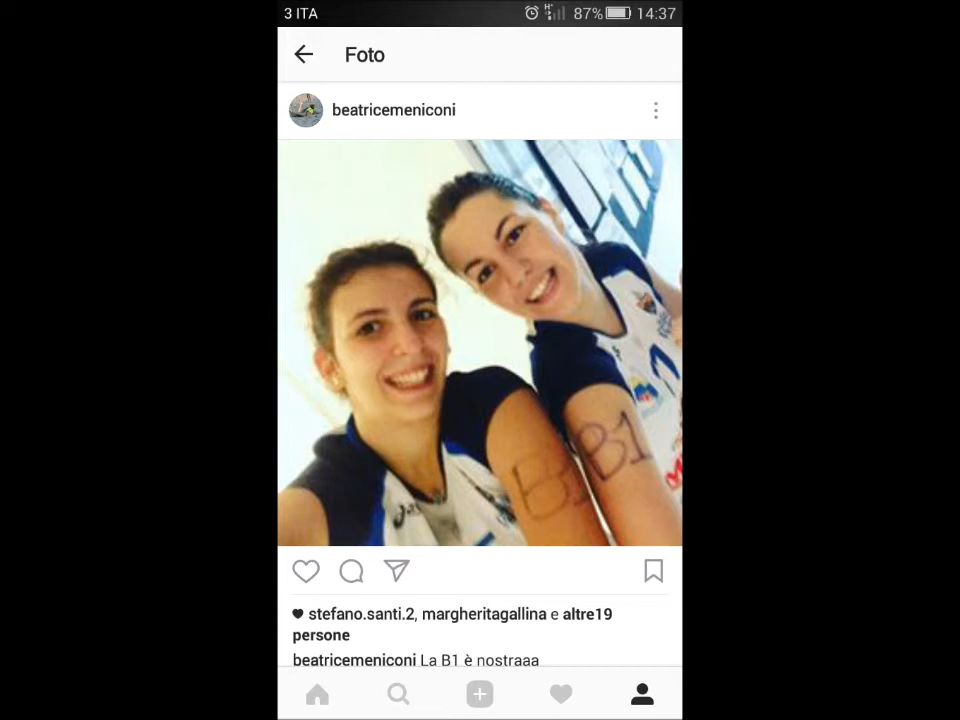 3 ITA H+ 87% 14:37
Foto
beatricemeniconi
B1 B1
stefano.santi.2, margheritagallina e altre19
persone
beatricemeniconi La B1 è nostraaa